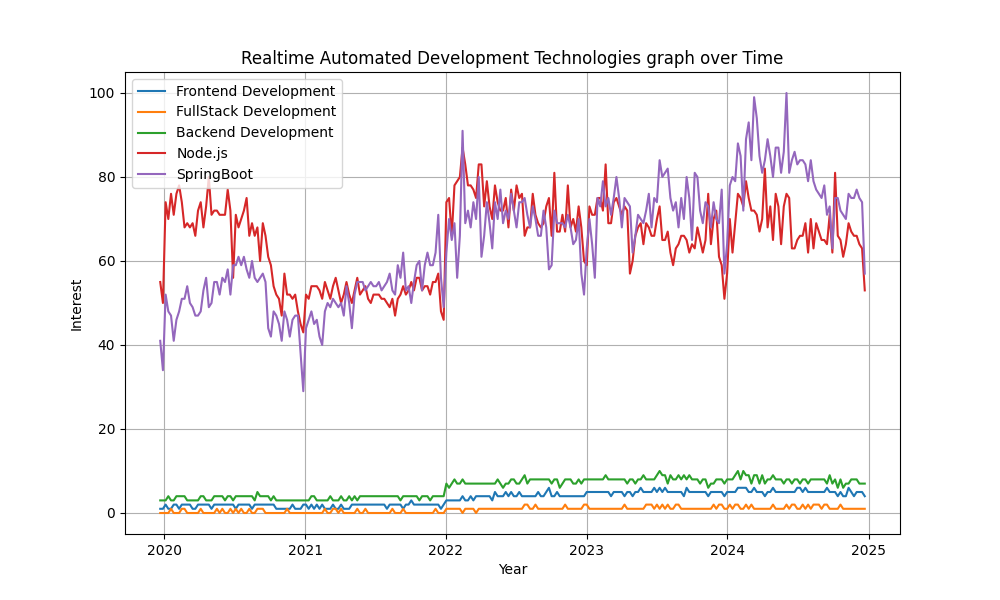 Realtime Automated Development Technologies graph over Time
Frontend Development
FullStack Development
Backend Development
Node.js
SpringBoot
100
80
60
40
20
0
Interest
2020
2021
2022
2023
2024
2025
Year